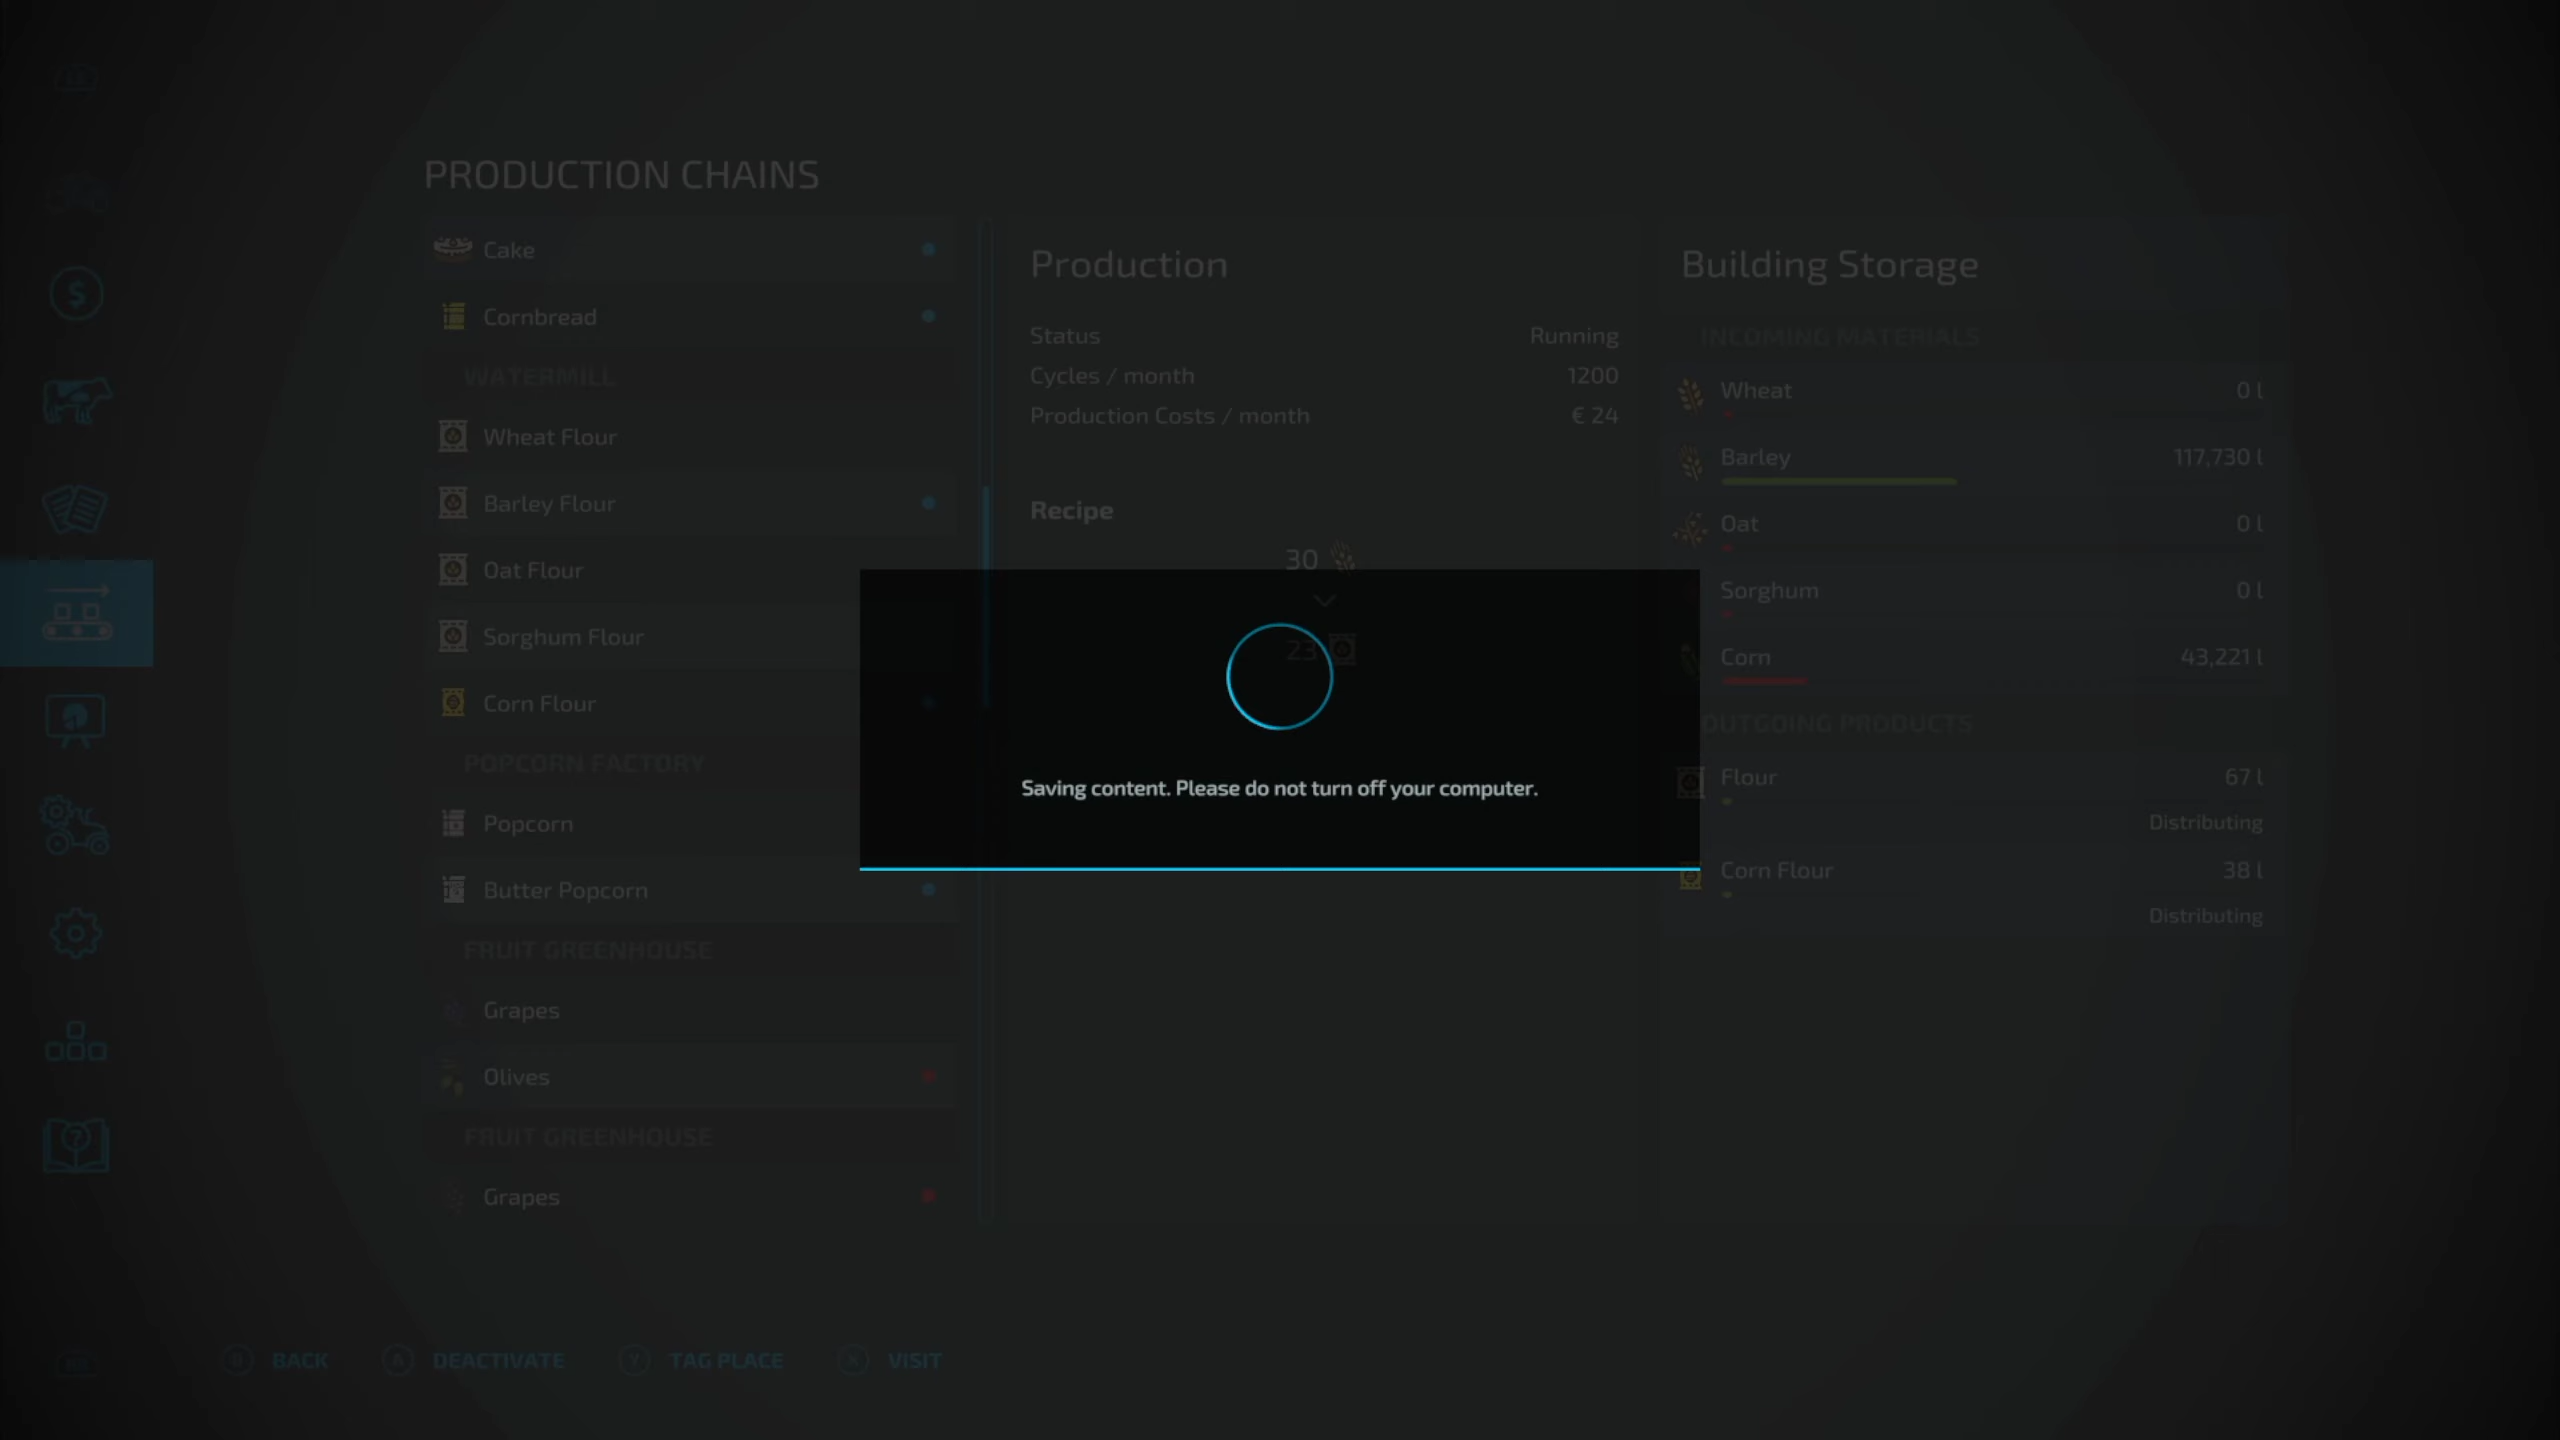 PRODUCTION CHAINS
Cake
Cornbread
WATERMILL
Wheat Flour
Barley Flour
Oat Flour
Sorghum Flour
Corn Flour
POPCORN FACTORY
Popcorn
Butter Popcorn
FRUIT GREENHOUSE
Grapes
Olives
FRUIT GREENHOUSE
Grapes
Production
Status Running
Cycles / month 1200
Production Costs / month € 24
Recipe
30
23
Saving content. Please do not turn off your computer.
Building Storage
INCOMING MATERIALS
Wheat 0 l
Barley 117,730 l
Oat 0 l
Sorghum 0 l
Corn 43,221 l
OUTGOING PRODUCTS
Flour 67 l
Distributing
Corn Flour 38 l
Distributing
B BACK A DEACTIVATE Y TAG PLACE X VISIT